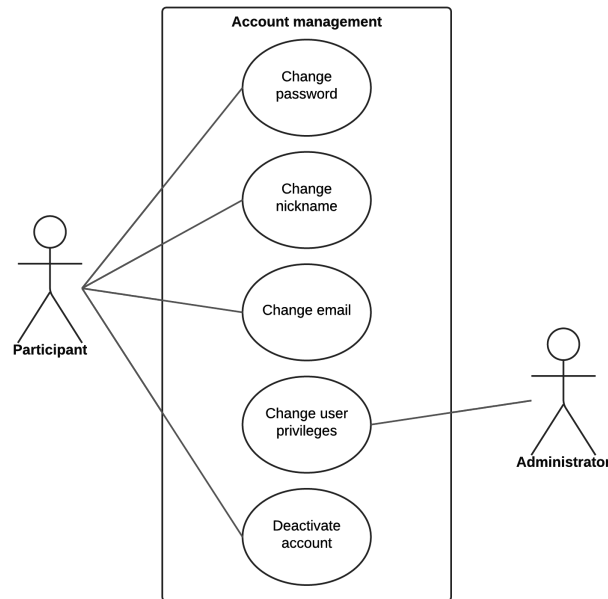 Account management
Change
password
Change
nickname
Change email
Participant
Change user
privileges
Administrator
Deactivate
account